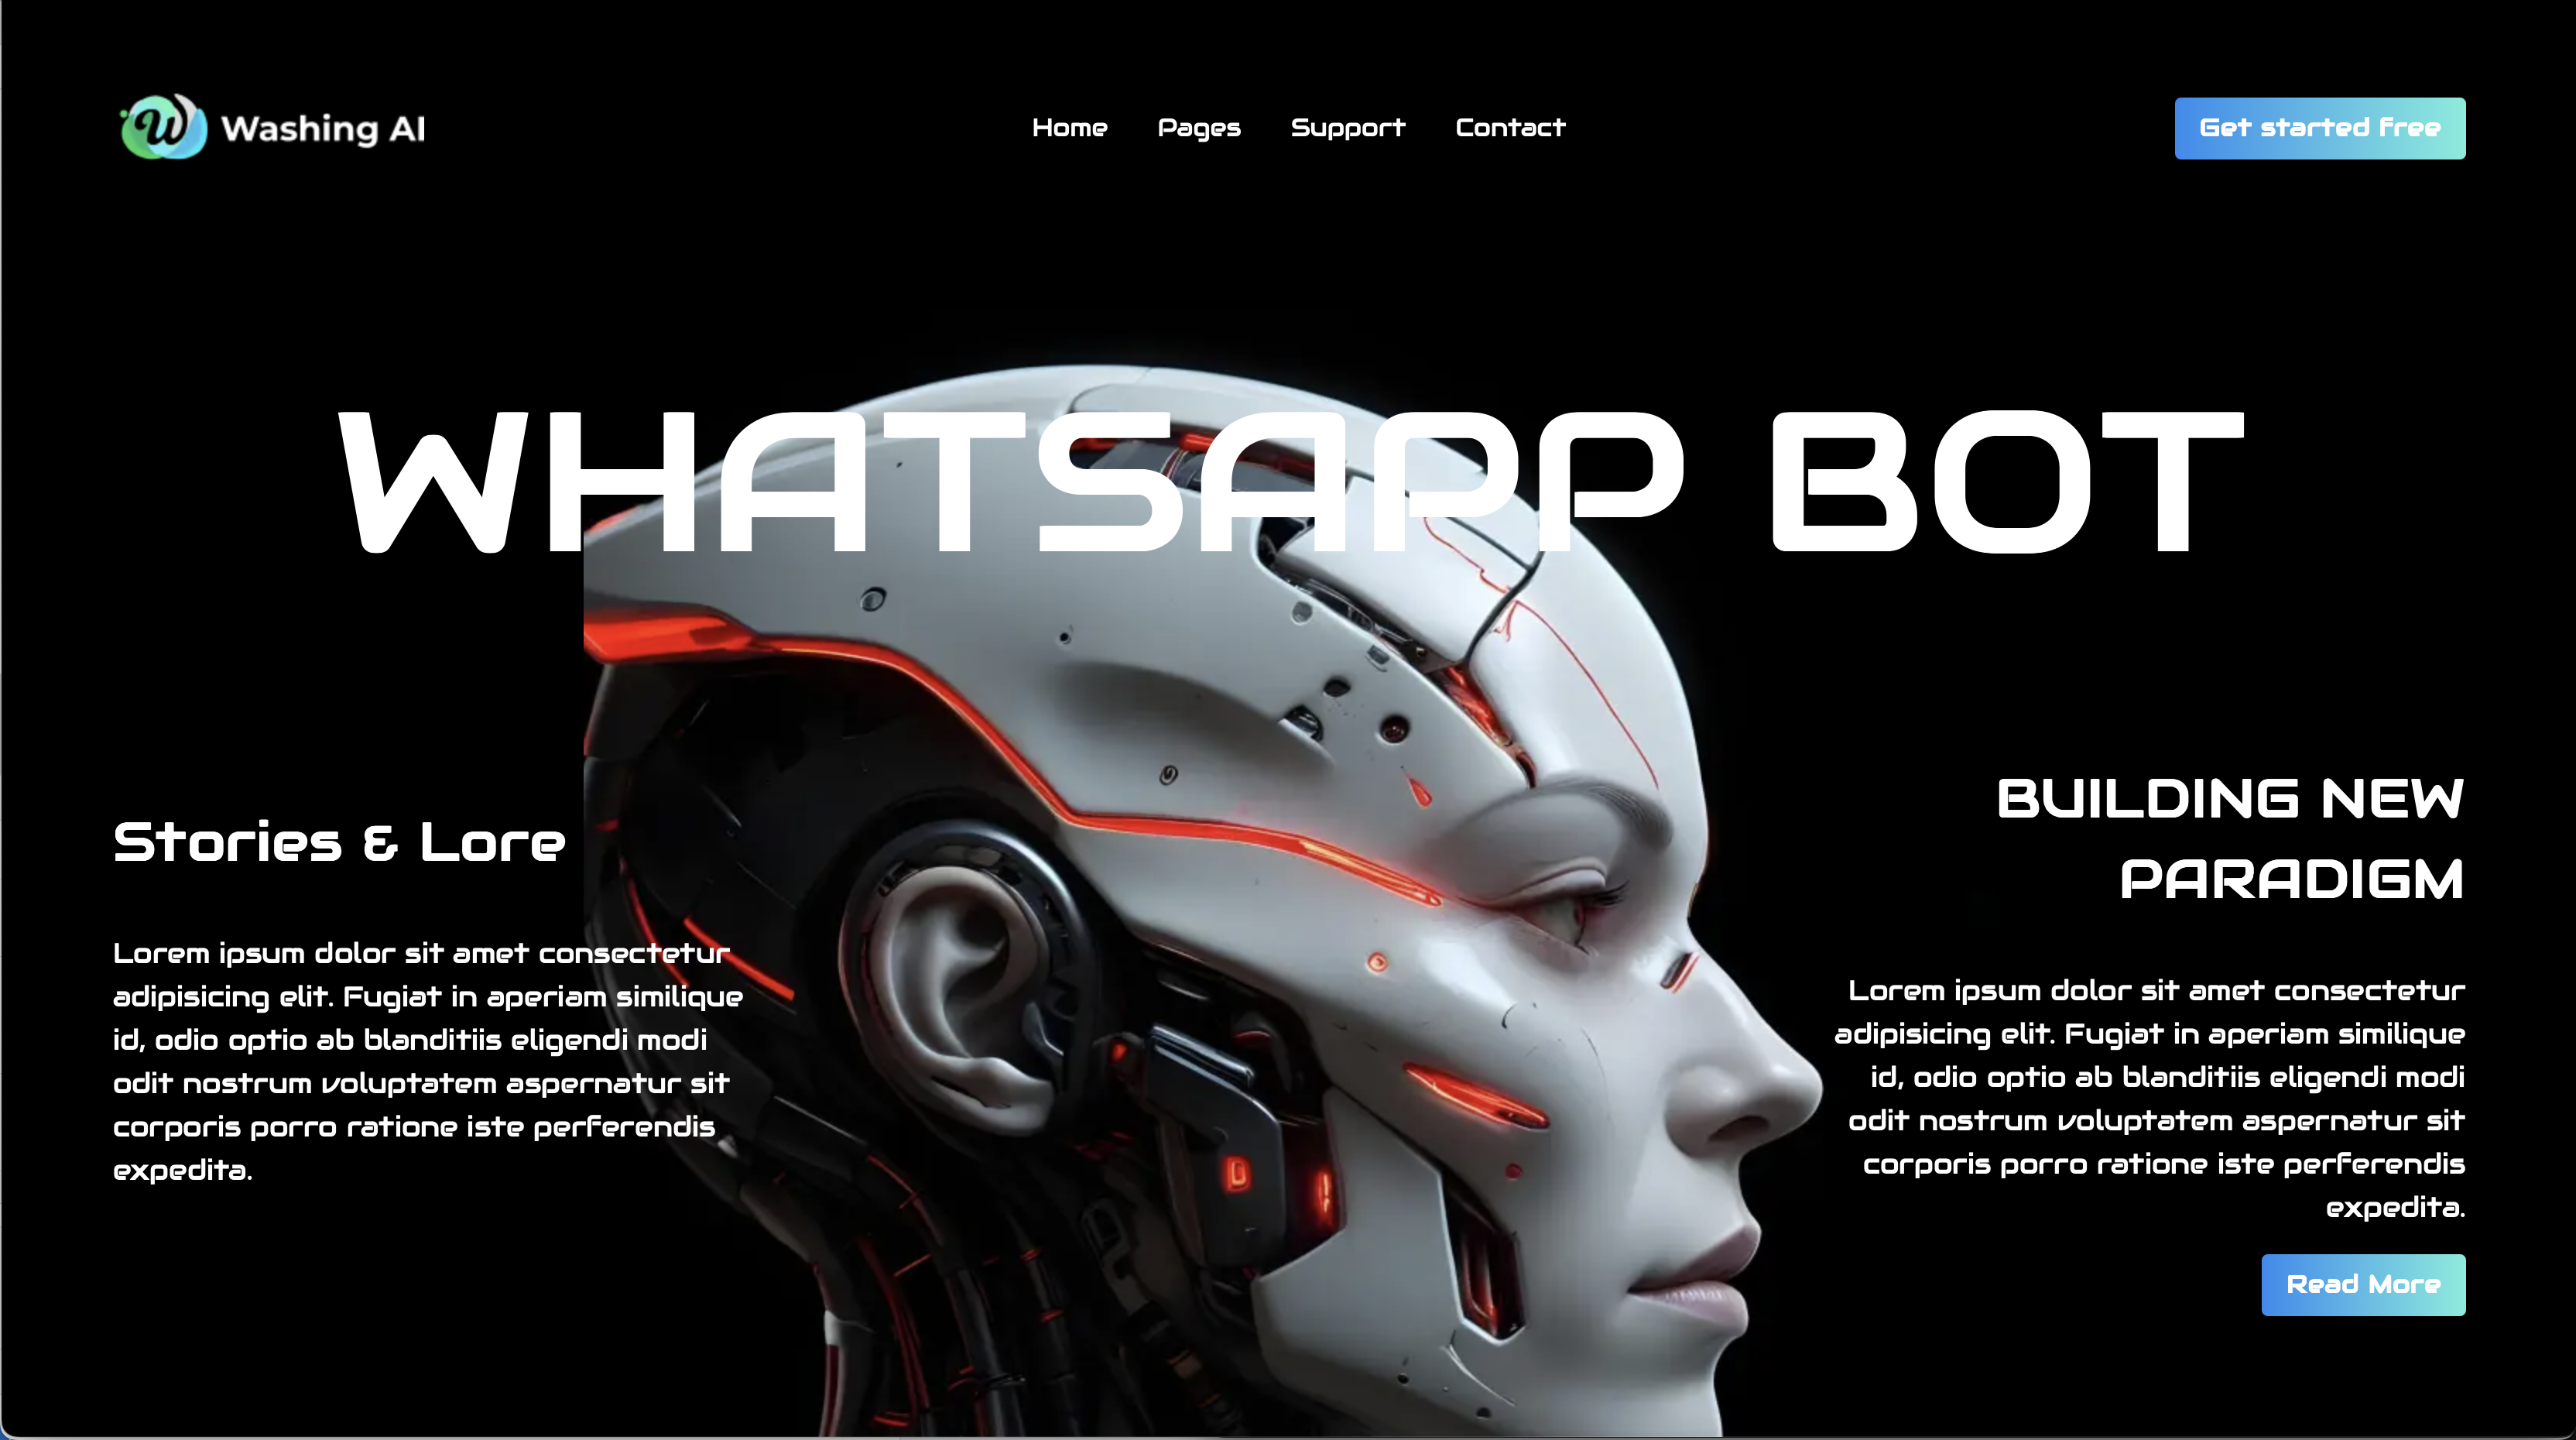 Washing AI
Home Pages Support Contact
Get started free
WHATSAPP BOT
Stories & Lore
Lorem ipsum dolor sit amet consectetur
adipisicing elit. Fugiat in aperiam similique
id, odio optio ab blanditiis eligendi modi
odit nostrum voluptatem aspernatur sit
corporis porro ratione iste perferendis
expedita.
BUILDING NEW
PARADIGM
Lorem ipsum dolor sit amet consectetur
adipisicing elit. Fugiat in aperiam similique
id, odio optio ab blanditiis eligendi modi
odit nostrum voluptatem aspernatur sit
corporis porro ratione iste perferendis
expedita.
Read More